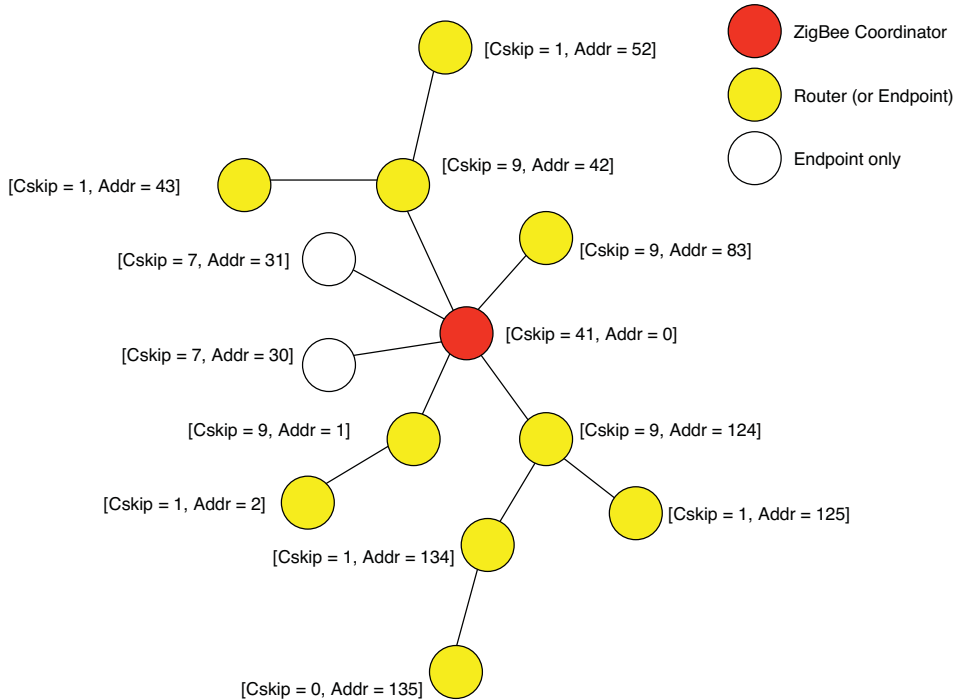 [Cskip = 1, Addr = 52]
ZigBee Coordinator
Router (or Endpoint)
Endpoint only
[Cskip = 9, Addr = 42]
[Cskip = 1, Addr = 43]
[Cskip = 7, Addr = 31]
[Cskip = 9, Addr = 83]
[Cskip = 41, Addr = 0]
[Cskip = 7, Addr = 30]
[Cskip = 9, Addr = 1]
[Cskip = 9, Addr = 124]
[Cskip = 1, Addr = 2]
[Cskip = 1, Addr = 125]
[Cskip = 1, Addr = 134]
[Cskip = 0, Addr = 135]